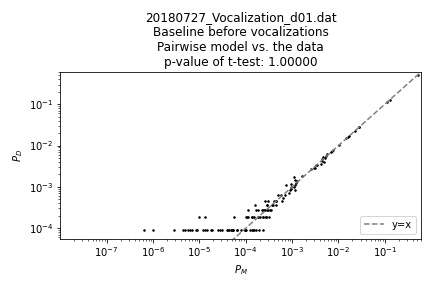 20180727_Vocalization_d01.dat
Baseline before vocalizations
Pairwise model vs. the data
p-value of t-test: 1.00000
P_D
10^{-1}
10^{-2}
10^{-3}
10^{-4}
y=x
10^{-7} 10^{-6} 10^{-5} 10^{-4} 10^{-3} 10^{-2} 10^{-1}
P_M